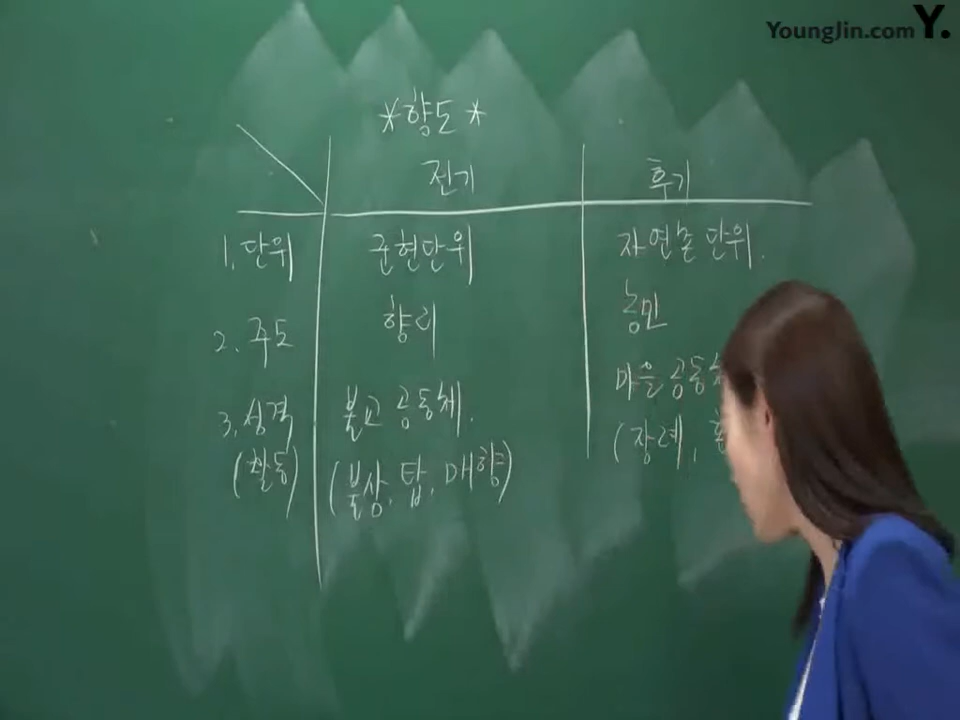 YoungJin.com Y.
*향도*
전기 후기
1. 단위 군현단위 자연촌 단위.
2. 주도 향리 농민
3. 성격 불교 공동체. 마을 공동
(활동) (불상, 탑, 매향) (장례,